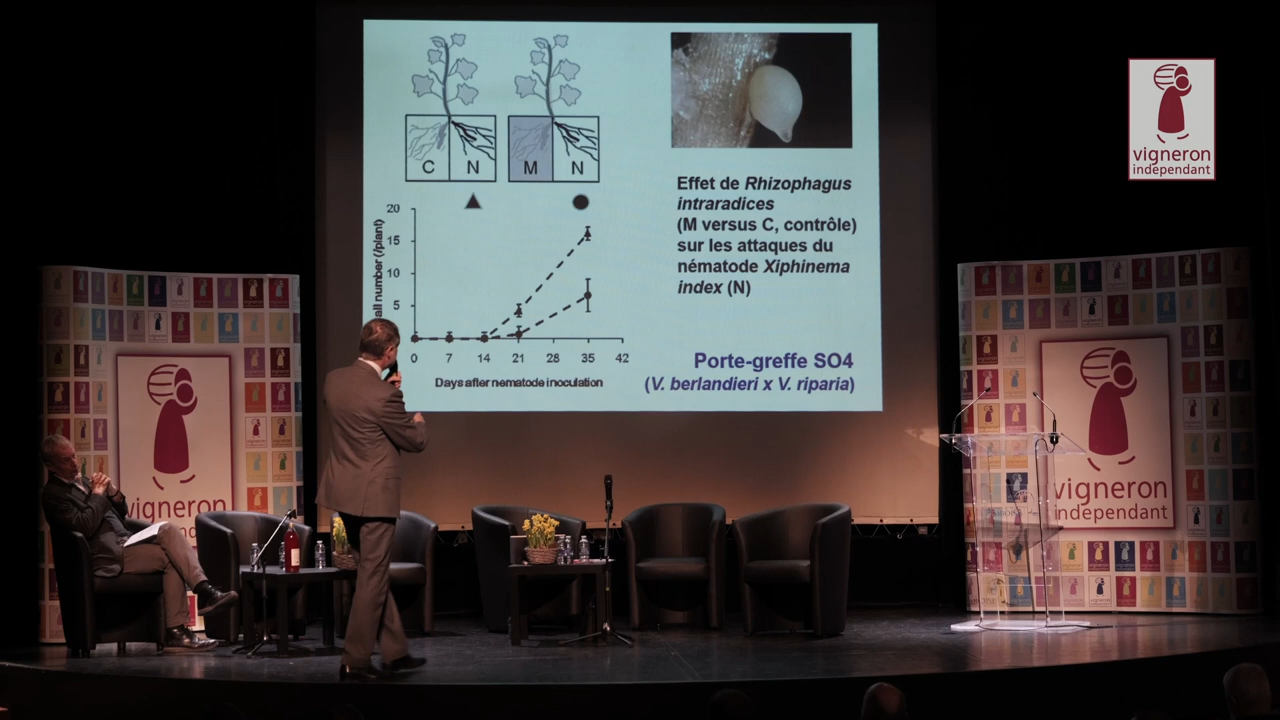 C
N
M
N
20
15
10
5
all number (/plant)
0 7 14 21 28 35 42
Days after nematode inoculation
Effet de Rhizophagus
intraradices
(M versus C, contrôle)
sur les attaques du
nématode Xiphinema
index (N)
Porte-greffe SO4
(V. berlandieri x V. riparia)
vigneron
independant
vigneron
independant
vigneron
independant